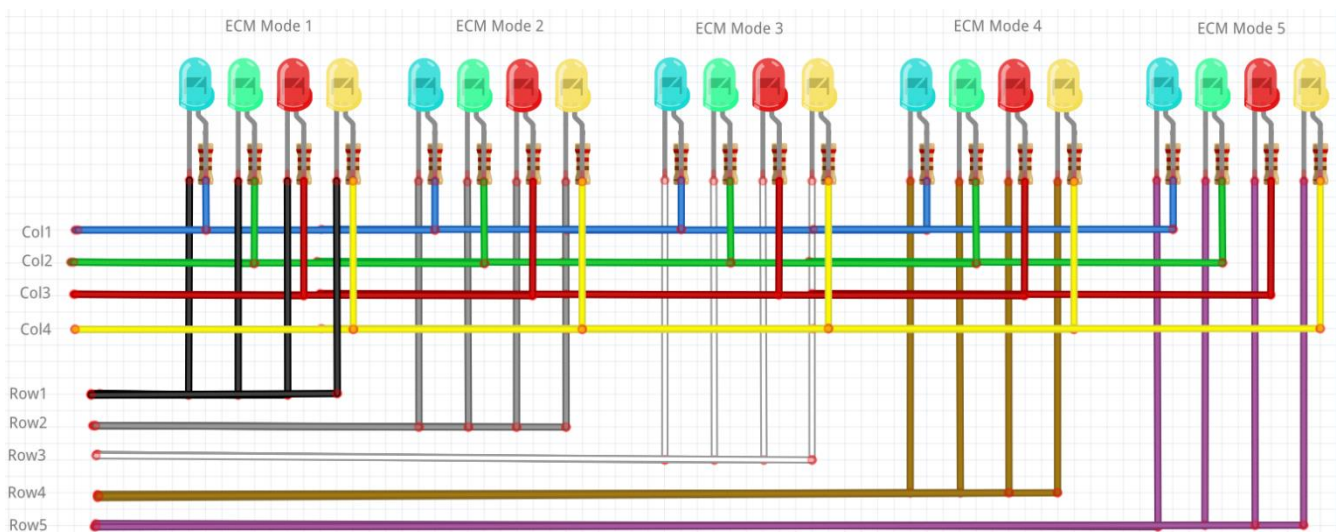 ECM Mode 1
ECM Mode 2
ECM Mode 3
ECM Mode 4
ECM Mode 5
Col1
Col2
Col3
Col4
Row1
Row2
Row3
Row4
Row5